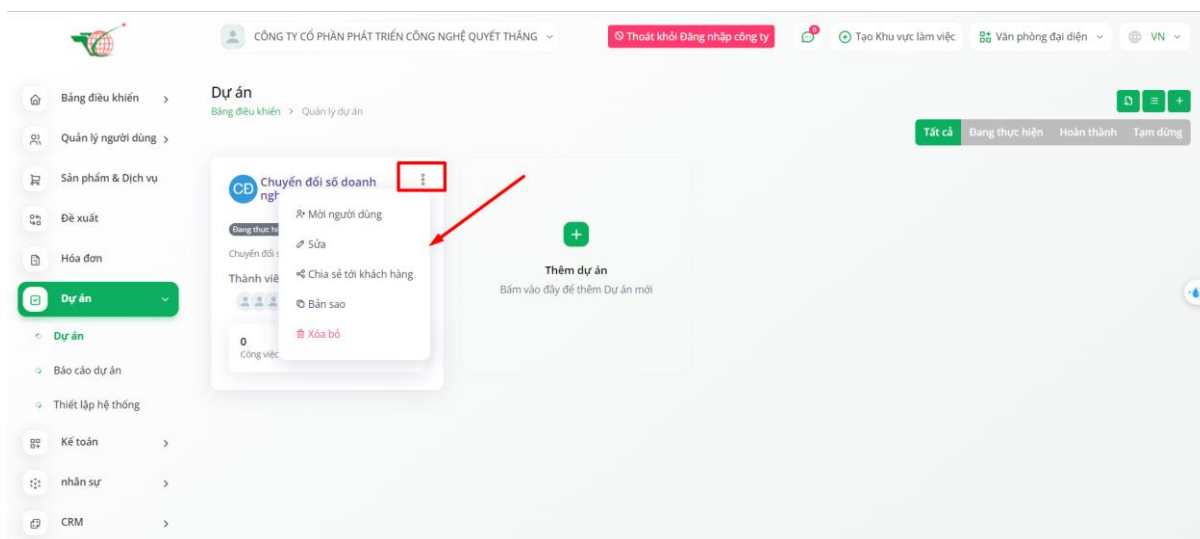 CÔNG TY CỔ PHẦN PHÁT TRIỂN CÔNG NGHỆ QUYẾT THẮNG
Thoát khỏi Đăng nhập công ty
Tạo Khu vực làm việc
Văn phòng đại diện
VN
Bảng điều khiển
Quản lý người dùng
Sản phẩm & Dịch vụ
Đề xuất
Hóa đơn
Dự án
Dự án
Báo cáo dự án
Thiết lập hệ thống
Kế toán
nhân sự
CRM
Dự án
Bảng điều khiển > Quản lý dự án
Tất cả Đang thực hiện Hoàn thành Tạm dừng
CĐ Chuyển đổi số doanh
Đang thực
Chuyển đổi
Thành viê
0
Công việc
Mời người dùng
Sửa
Chia sẻ tới khách hàng
Bản sao
Xóa bỏ
Thêm dự án
Bấm vào đây để thêm Dự án mới